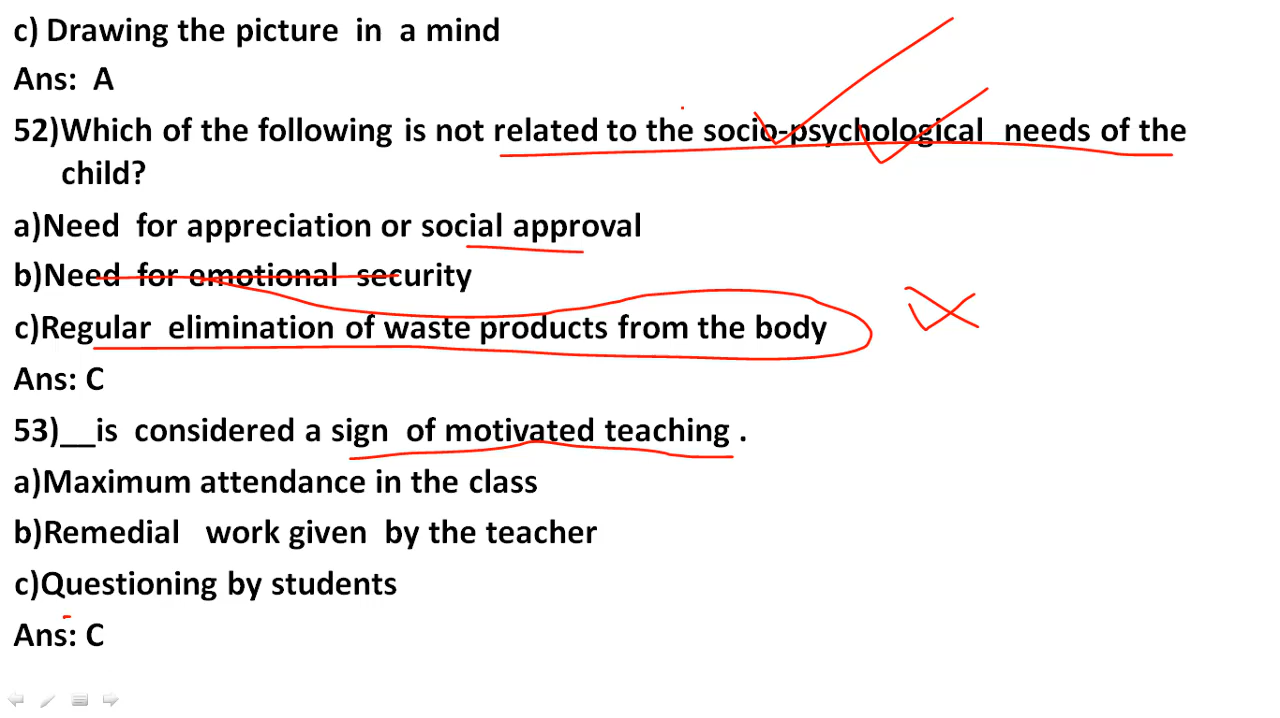 c) Drawing the picture in a mind
Ans: A
52)Which of the following is not related to the socio-psychological needs of the
child?
a)Need for appreciation or social approval
b)Need for emotional security
c)Regular elimination of waste products from the body
Ans: C
53)__is considered a sign of motivated teaching .
a)Maximum attendance in the class
b)Remedial work given by the teacher
c)Questioning by students
Ans: C